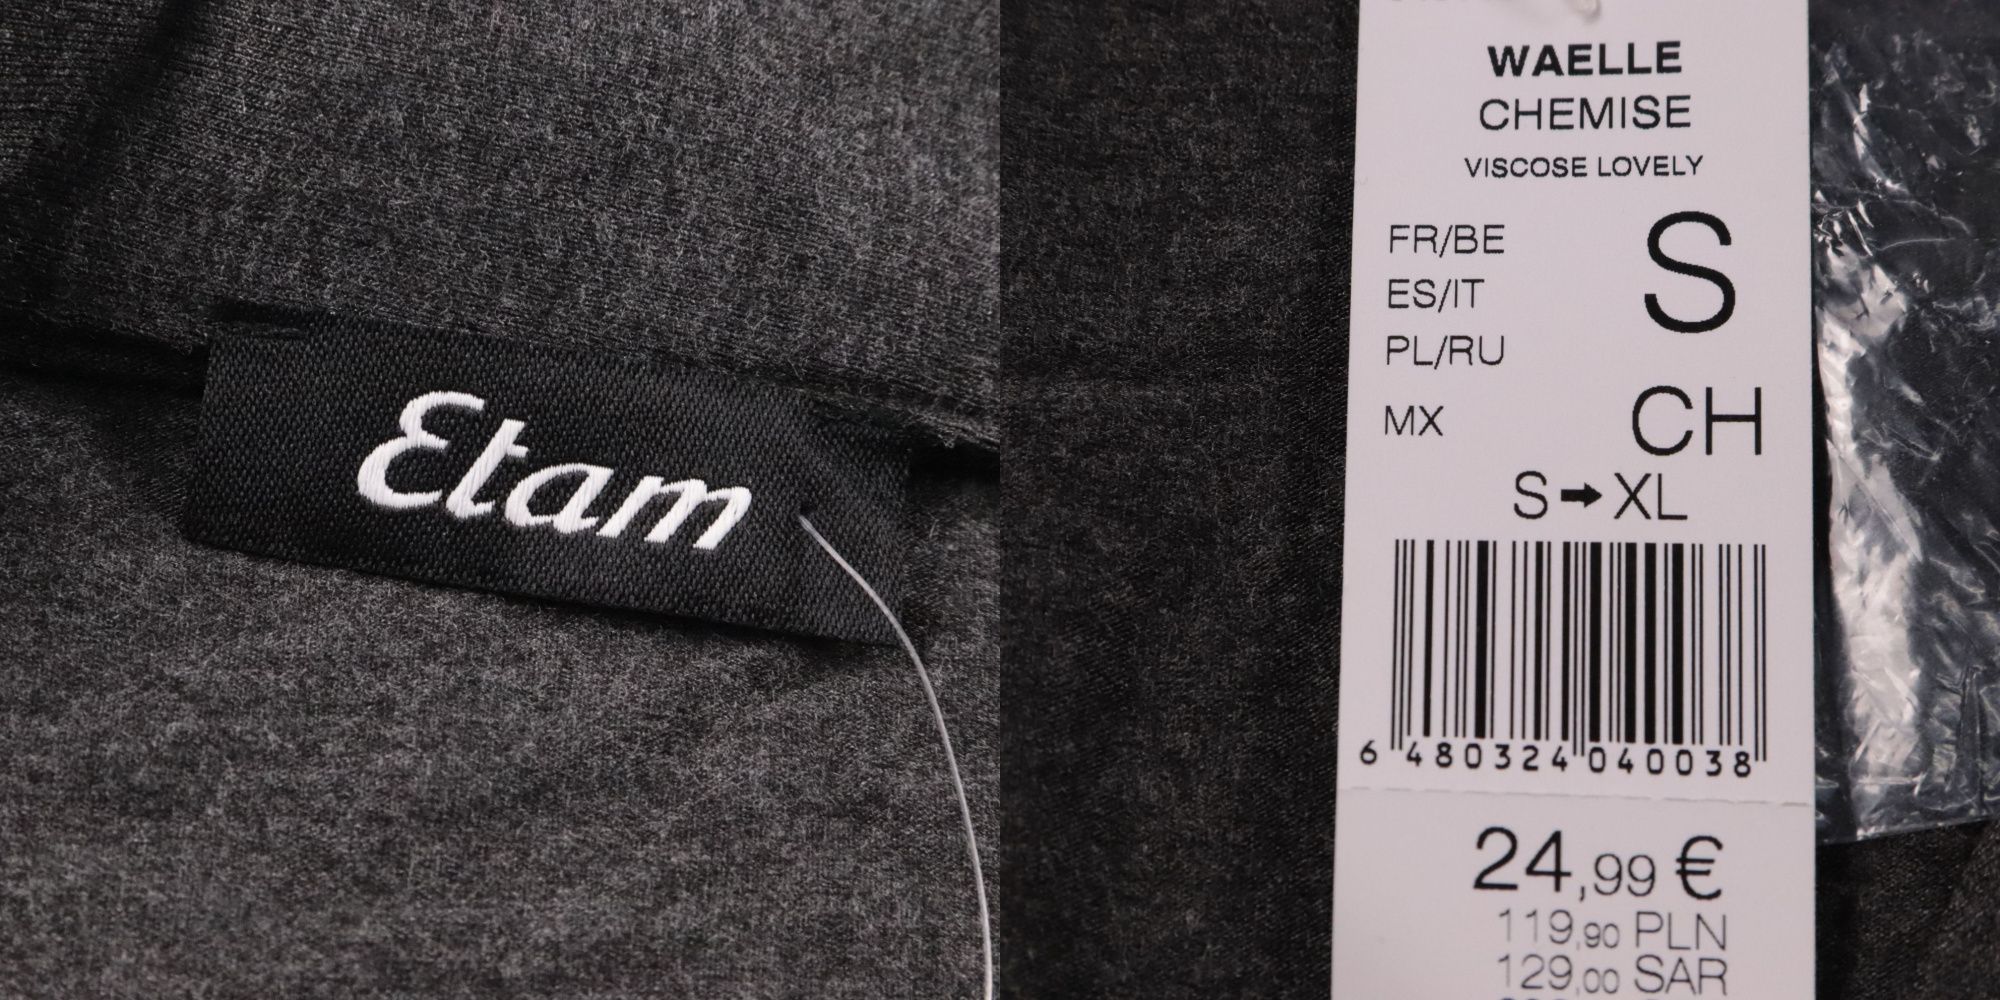 Etam
WAELLE
CHEMISE
VISCOSE LOVELY
FR/BE
ES/IT
PL/RU
S
MX
CH
S➞XL
6 480324 040038
24,99 €
119,90 PLN
129,00 SAR